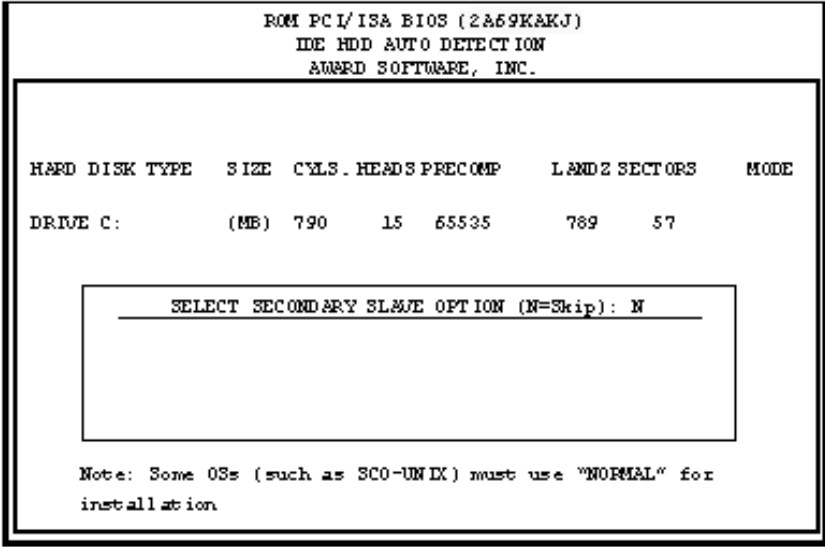 ROM PCI/ISA BIOS (2A69KAKJ)
IDE HDD AUTO DETECTION
AWARD SOFTWARE, INC.
HARD DISK TYPE SIZE CYLS. HEADS PRECOMP LANDZ SECTORS MODE
DRIVE C: (MB) 790 15 65535 789 57
SELECT SECONDARY SLAVE OPTION (N=Skip): N
Note: Some OSs (such as SCO-UNIX) must use “NORMAL” for
installation